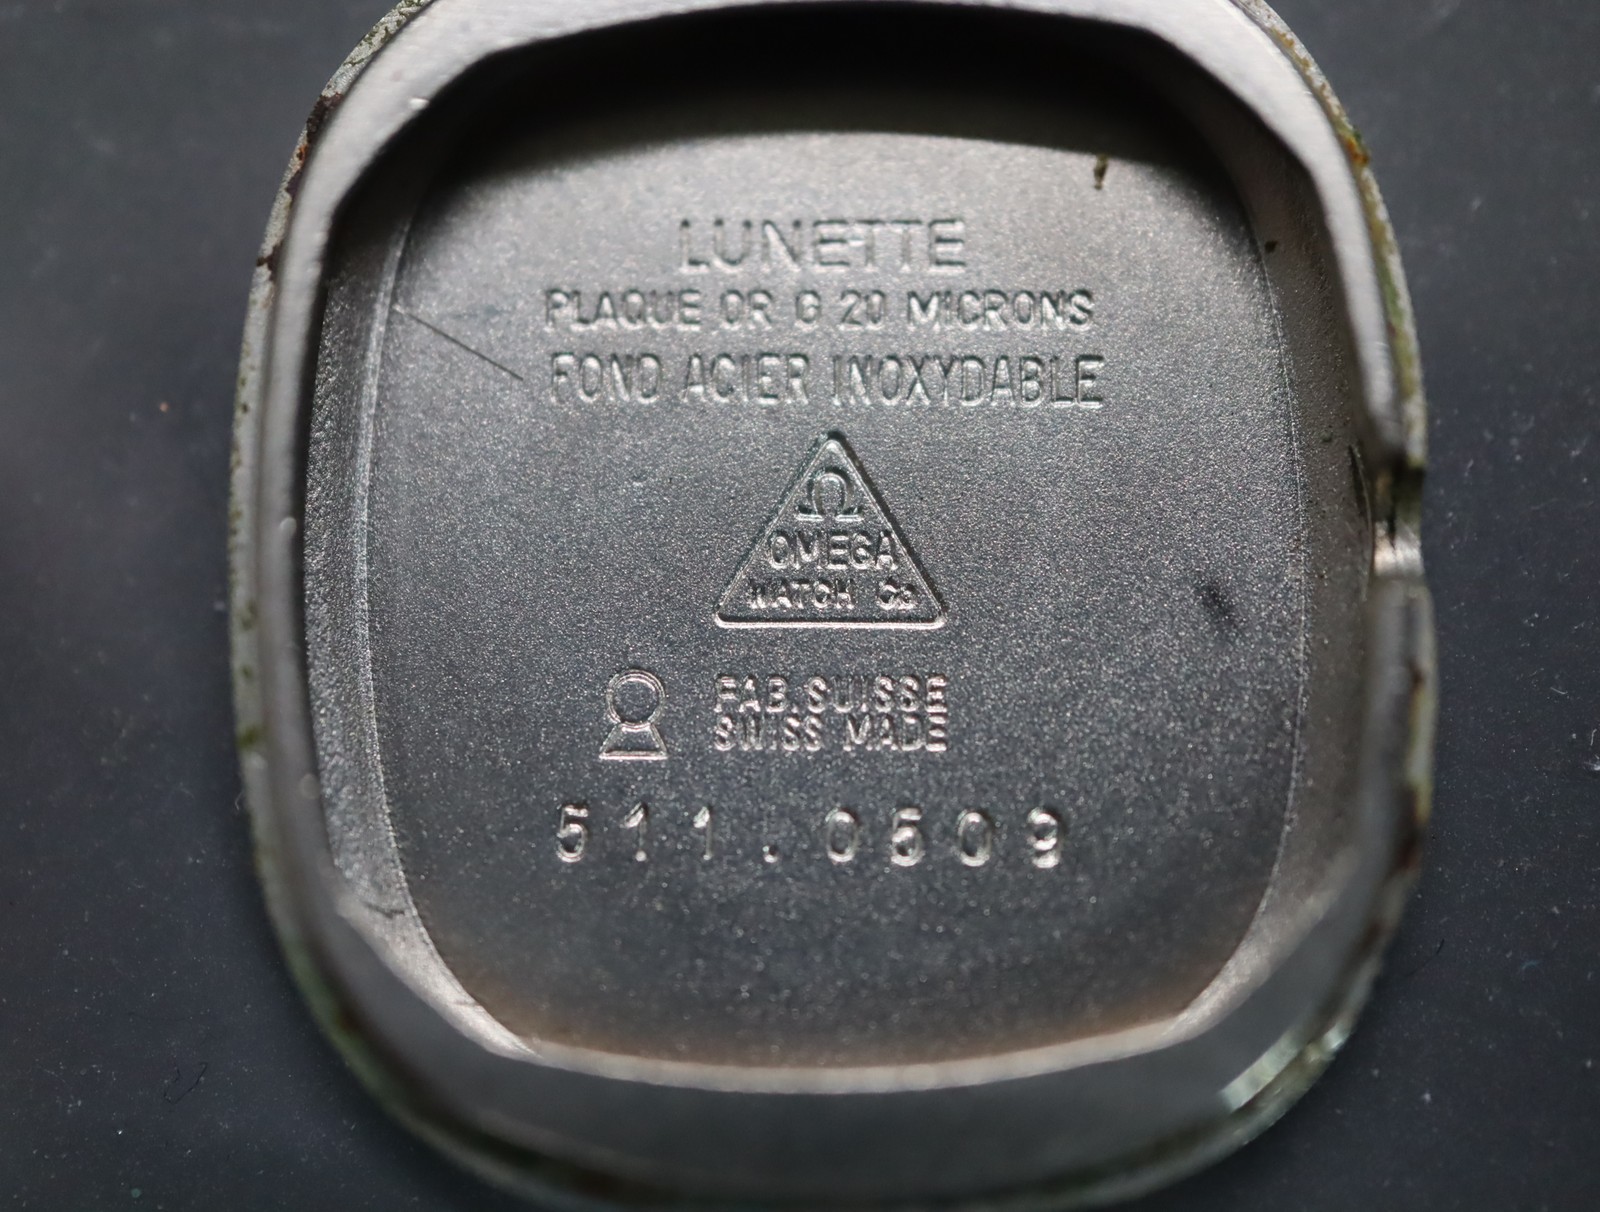 LUNETTE
PLAQUE OR G 20 MICRONS
FOND ACIER INOXYDABLE
Ω
OMEGA
WATCH Co
FAB. SUISSE
SWISS MADE
511.0509